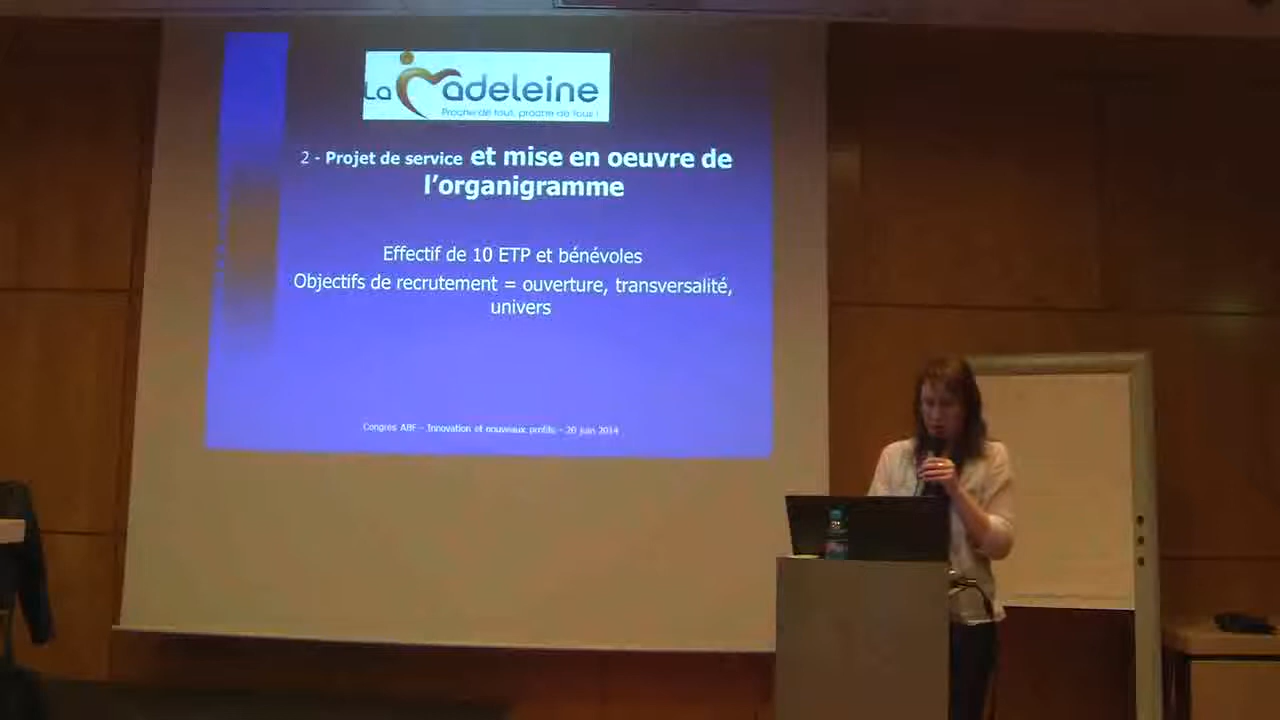 La Madeleine
Proche de tout, proche de tous !
2 - Projet de service et mise en oeuvre de
l'organigramme
Effectif de 10 ETP et bénévoles
Objectifs de recrutement = ouverture, transversalité,
univers
Congrès ABF - Innovation et nouveaux profils - 20 juin 2014